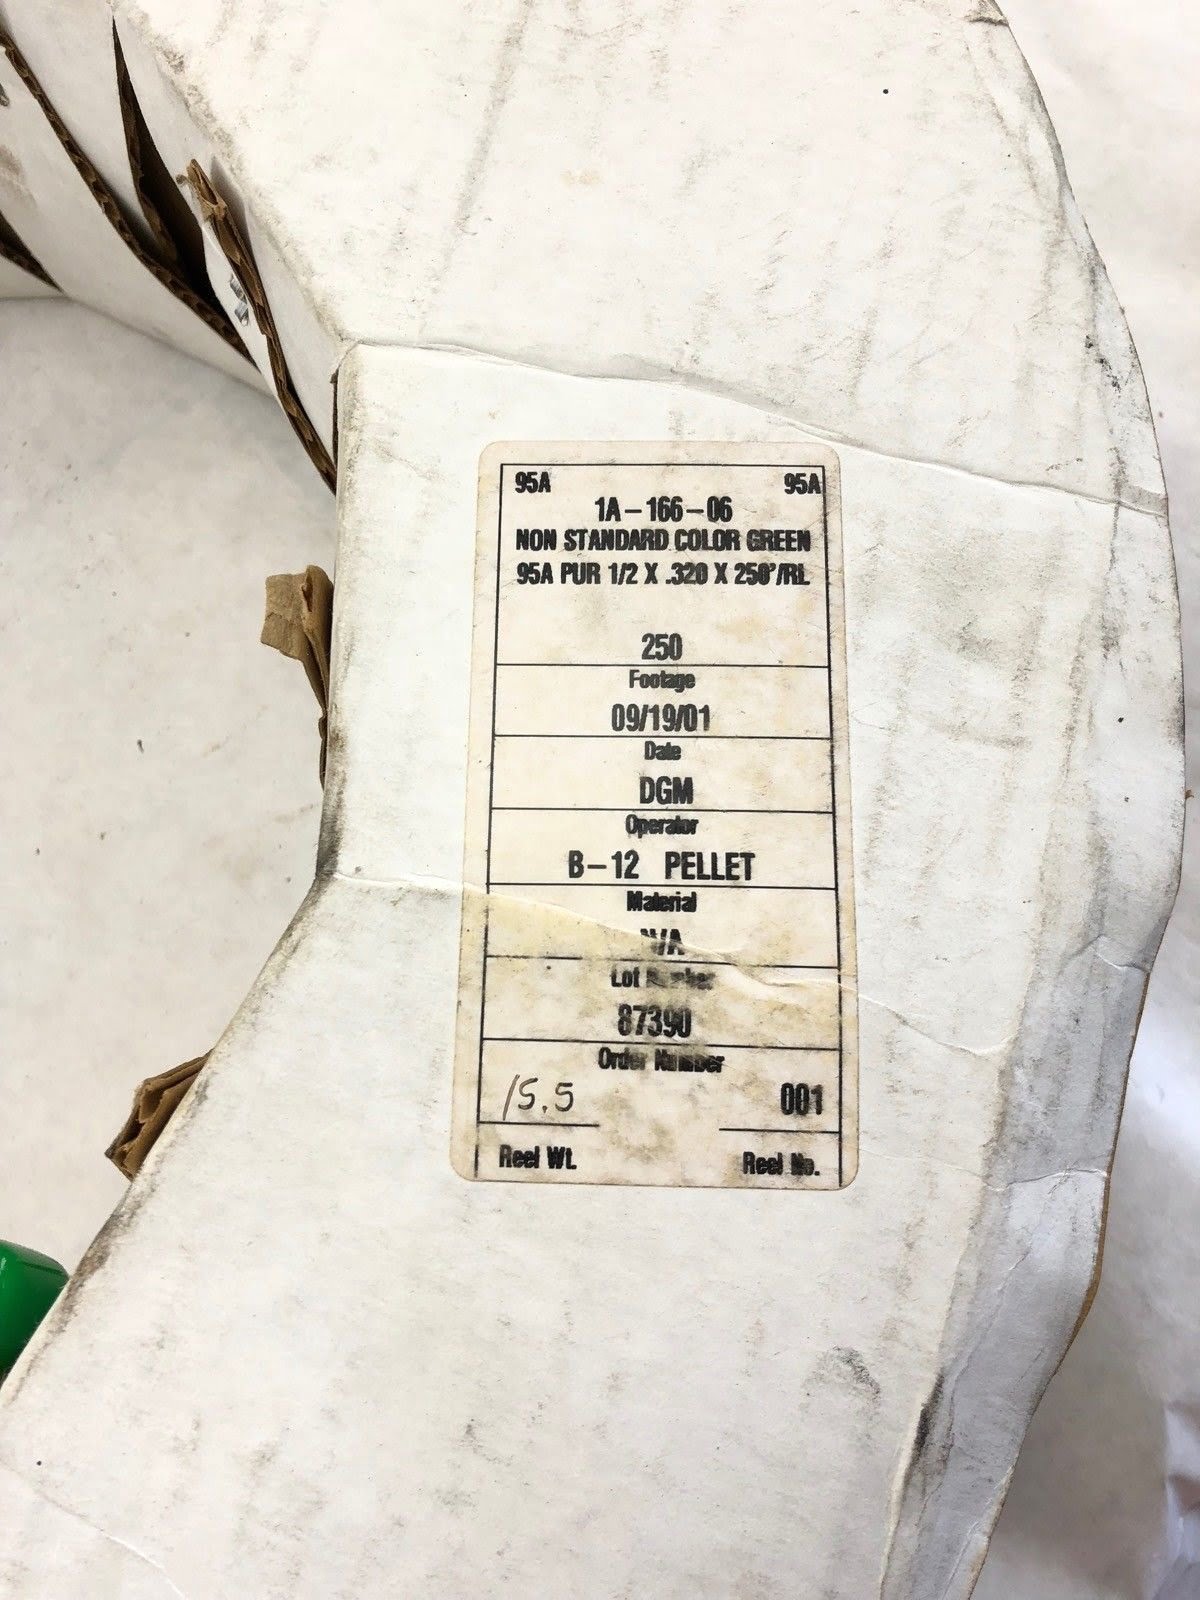 95A 95A
1A-166-06
NON STANDARD COLOR GREEN
95A PUR 1/2 X .320 X 250'/RL
250
Footage
09/19/01
Date
DGM
Operator
B-12 PELLET
Material
N/A
Lot Number
87390
Order Number
15.5 001
Reel Wt. Reel No.